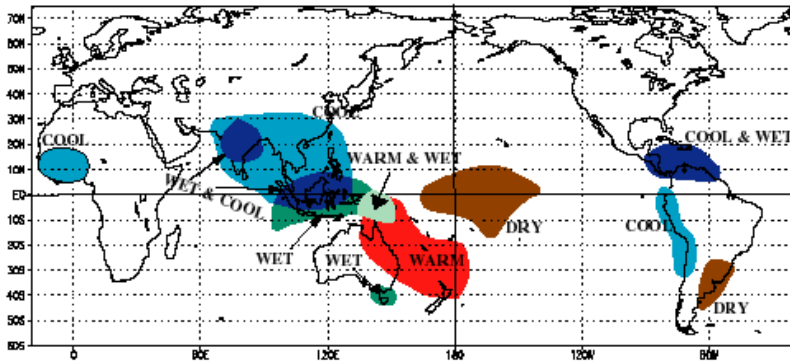 70N
60N
50N
40N
30N
20N
10N
EQ
10S
20S
30S
40S
50S
60S
COOL
COOL
WARM & WET
COOL & WET
WET & COOL
WET
WET
WARM
DRY
COOL
DRY
0
60E
120E
180
120W
60W